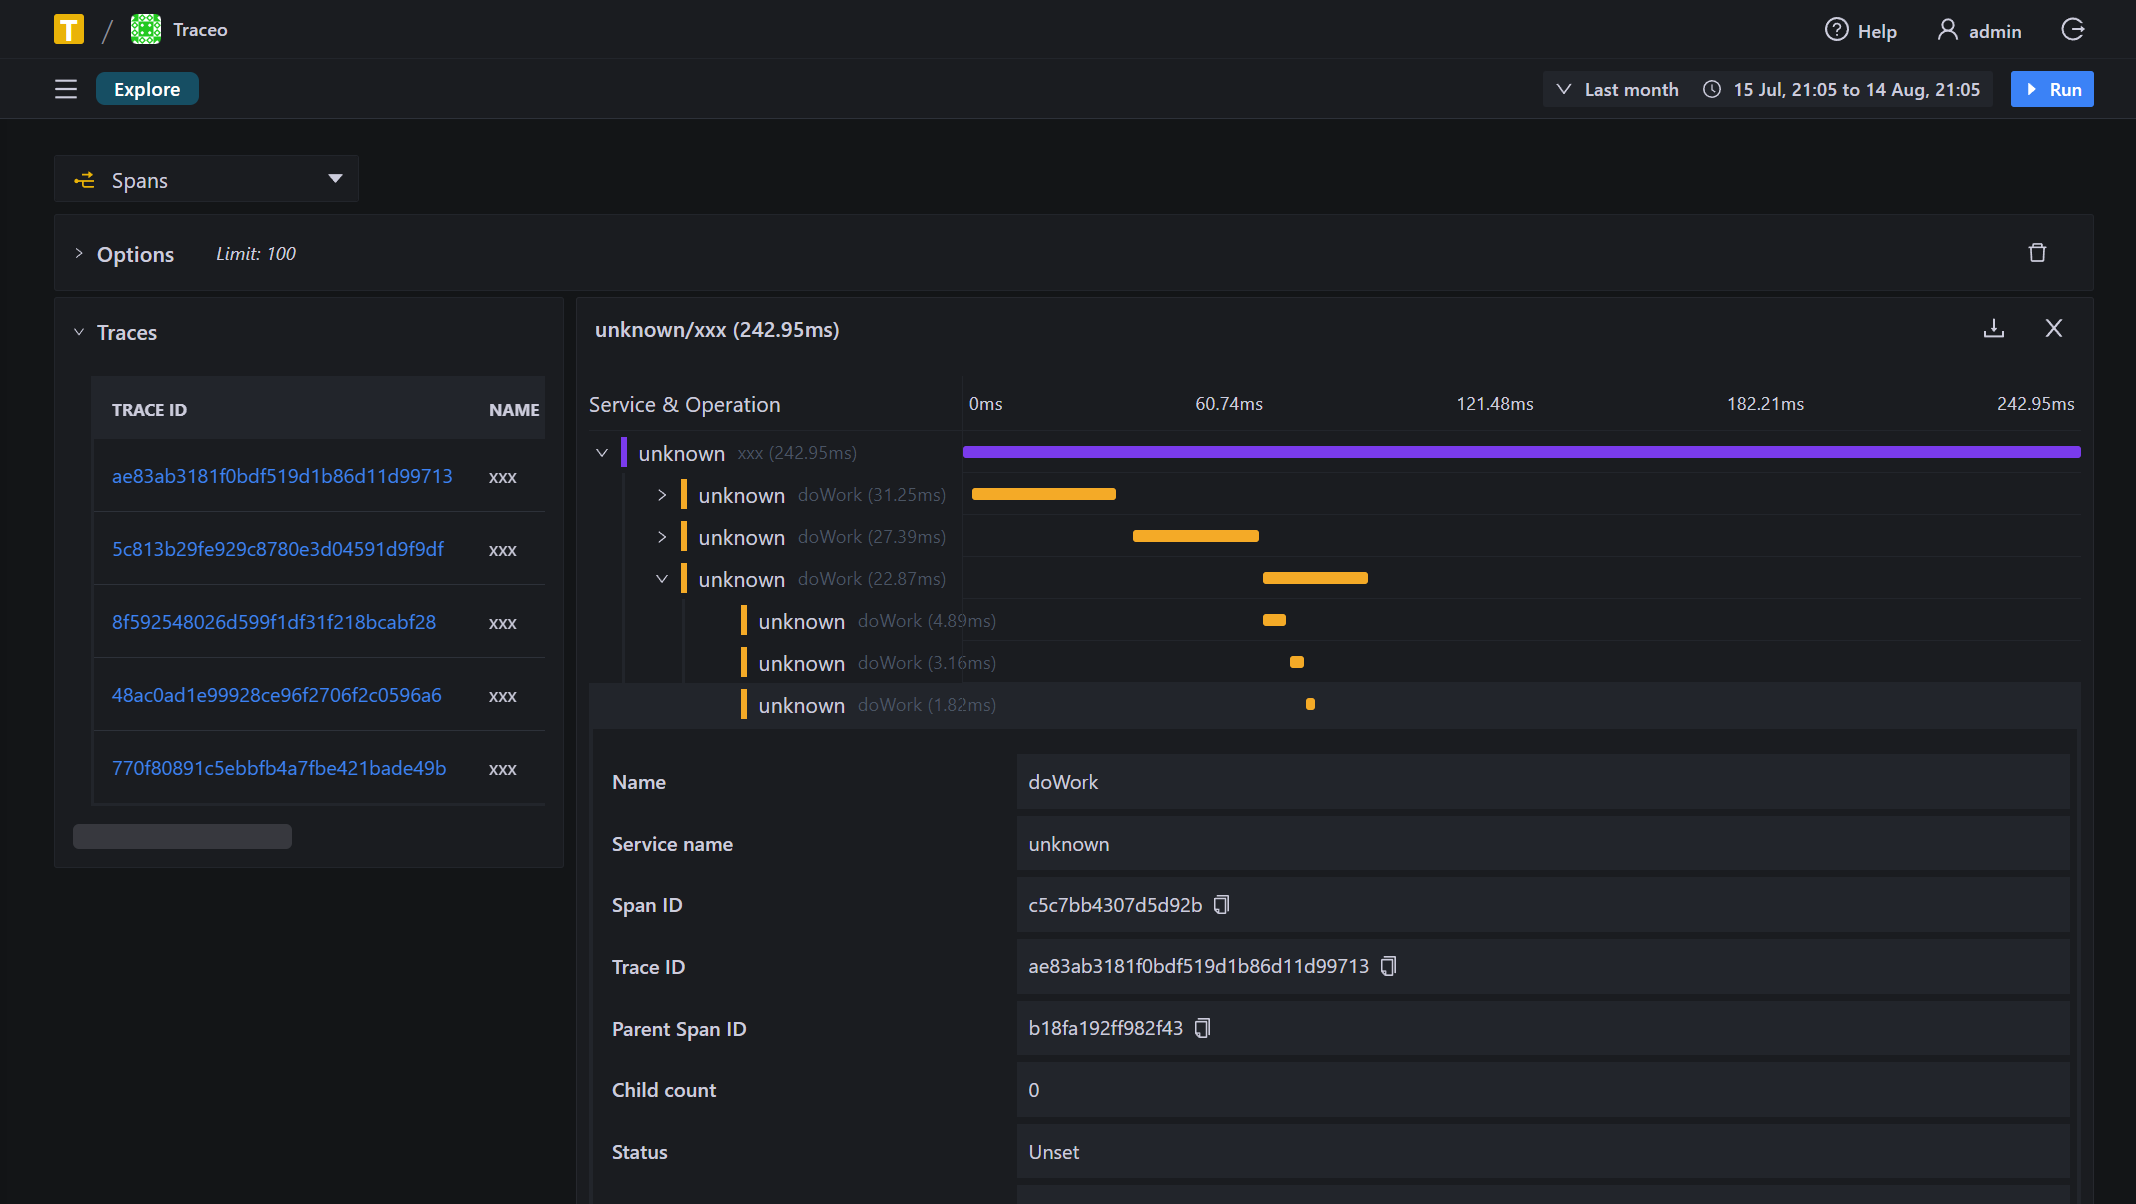 T / Traceo
Help admin
Explore
Last month 15 Jul, 21:05 to 14 Aug, 21:05 Run
Spans
Options Limit: 100
Traces
TRACE ID NAME
ae83ab3181f0bdf519d1b86d11d99713 xxx
5c813b29fe929c8780e3d04591d9f9df xxx
8f592548026d599f1df31f218bcabf28 xxx
48ac0ad1e99928ce96f2706f2c0596a6 xxx
770f80891c5ebbfb4a7fbe421bade49b xxx
unknown/xxx (242.95ms)
Service & Operation 0ms 60.74ms 121.48ms 182.21ms 242.95ms
unknown xxx (242.95ms)
unknown doWork (31.25ms)
unknown doWork (27.39ms)
unknown doWork (22.87ms)
unknown doWork (4.89ms)
unknown doWork (3.16ms)
unknown doWork (1.82ms)
Name doWork
Service name unknown
Span ID c5c7bb4307d5d92b
Trace ID ae83ab3181f0bdf519d1b86d11d99713
Parent Span ID b18fa192ff982f43
Child count 0
Status Unset